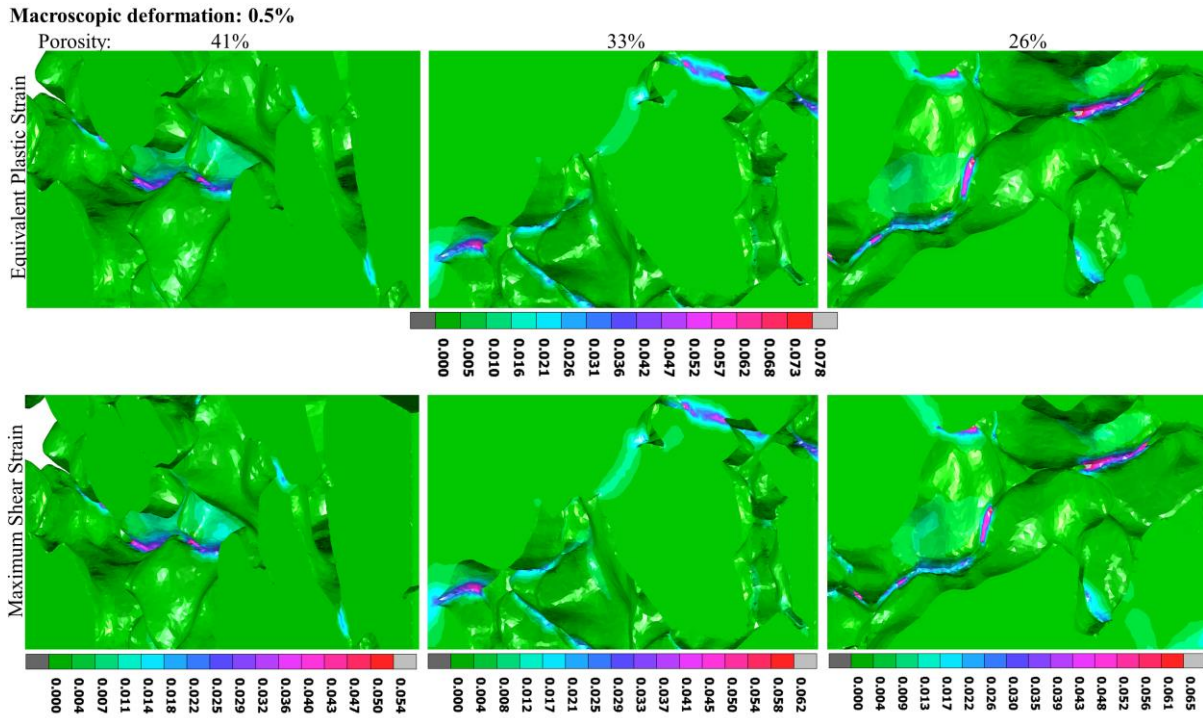 Macroscopic deformation: 0.5%
Porosity: 41% 33% 26%
Equivalent Plastic Strain
0.000 0.005 0.010 0.016 0.021 0.026 0.031 0.036 0.042 0.047 0.052 0.057 0.062 0.068 0.073 0.078
Maximum Shear Strain
0.000 0.004 0.007 0.011 0.014 0.018 0.022 0.025 0.029 0.032 0.036 0.040 0.043 0.047 0.050 0.054
0.000 0.004 0.008 0.012 0.016 0.021 0.025 0.029 0.033 0.037 0.041 0.045 0.050 0.054 0.058 0.062
0.000 0.004 0.009 0.013 0.017 0.022 0.026 0.030 0.035 0.039 0.043 0.048 0.052 0.056 0.061 0.065